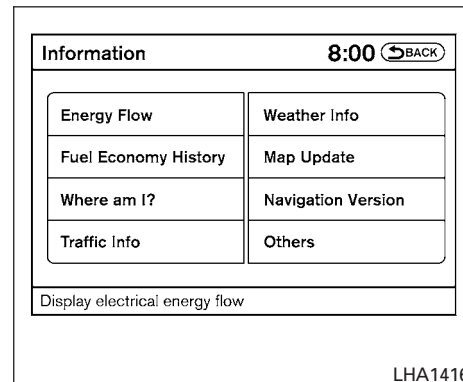 Information 8:00 BACK
Energy Flow
Fuel Economy History
Where am I?
Traffic Info
Weather Info
Map Update
Navigation Version
Others
Display electrical energy flow
LHA1416